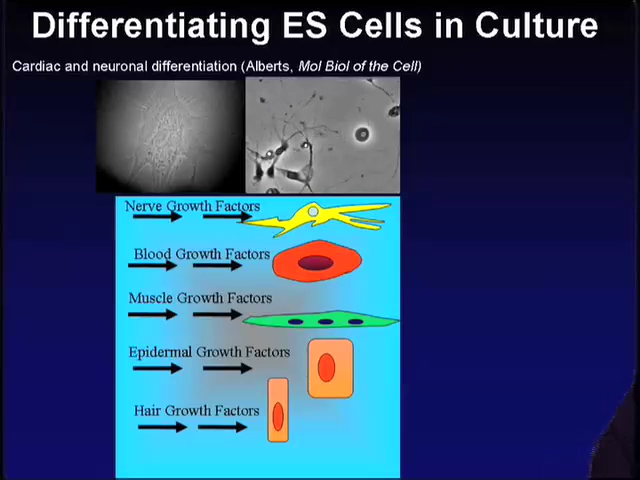 Differentiating ES Cells in Culture
Cardiac and neuronal differentiation (Alberts, Mol Biol of the Cell)
Nerve Growth Factors
Blood Growth Factors
Muscle Growth Factors
Epidermal Growth Factors
Hair Growth Factors